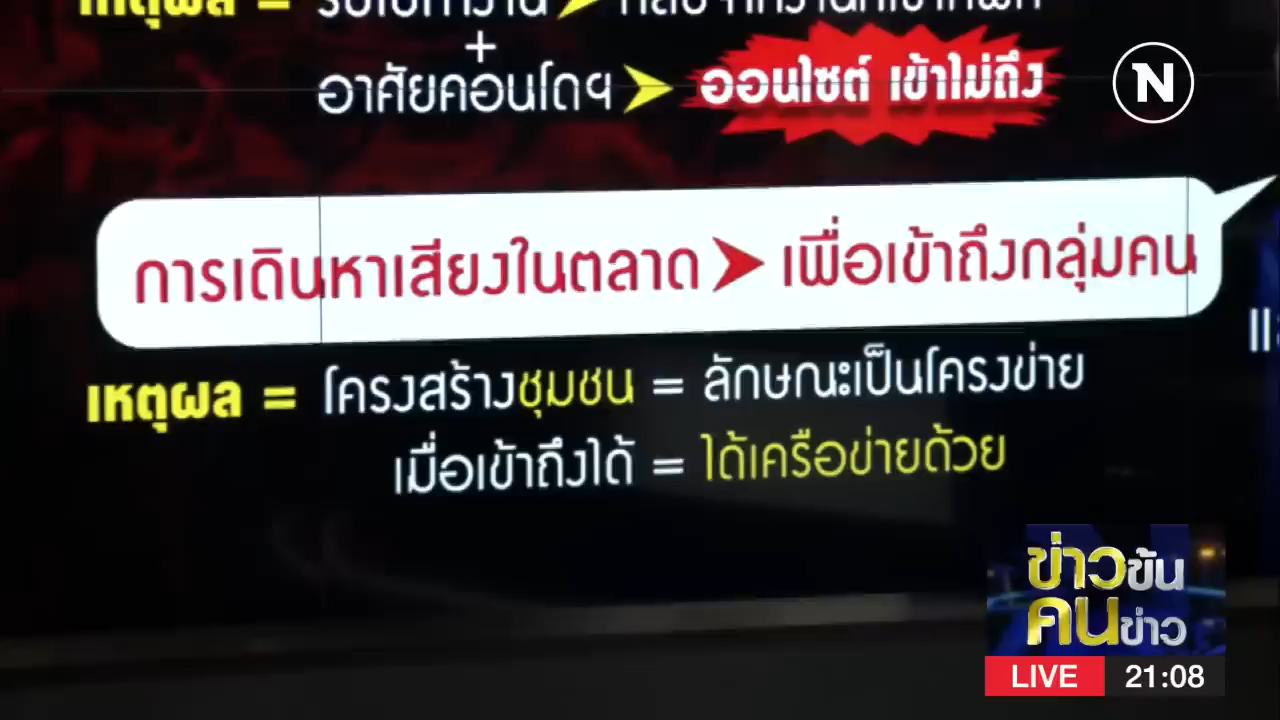 เหตุผล =
+
อาศัยคอนโดฯ ออนไซต์ เข้าไม่ถึง
N
การเดินหาเสียงในตลาด เพื่อเข้าถึงกลุ่มคน
เหตุผล = โครงสร้างชุมชน = ลักษณะเป็นโครงข่าย
เมื่อเข้าถึงได้ = ได้เครือข่ายด้วย
ข่าวข้น
คนข่าว
LIVE 21:08